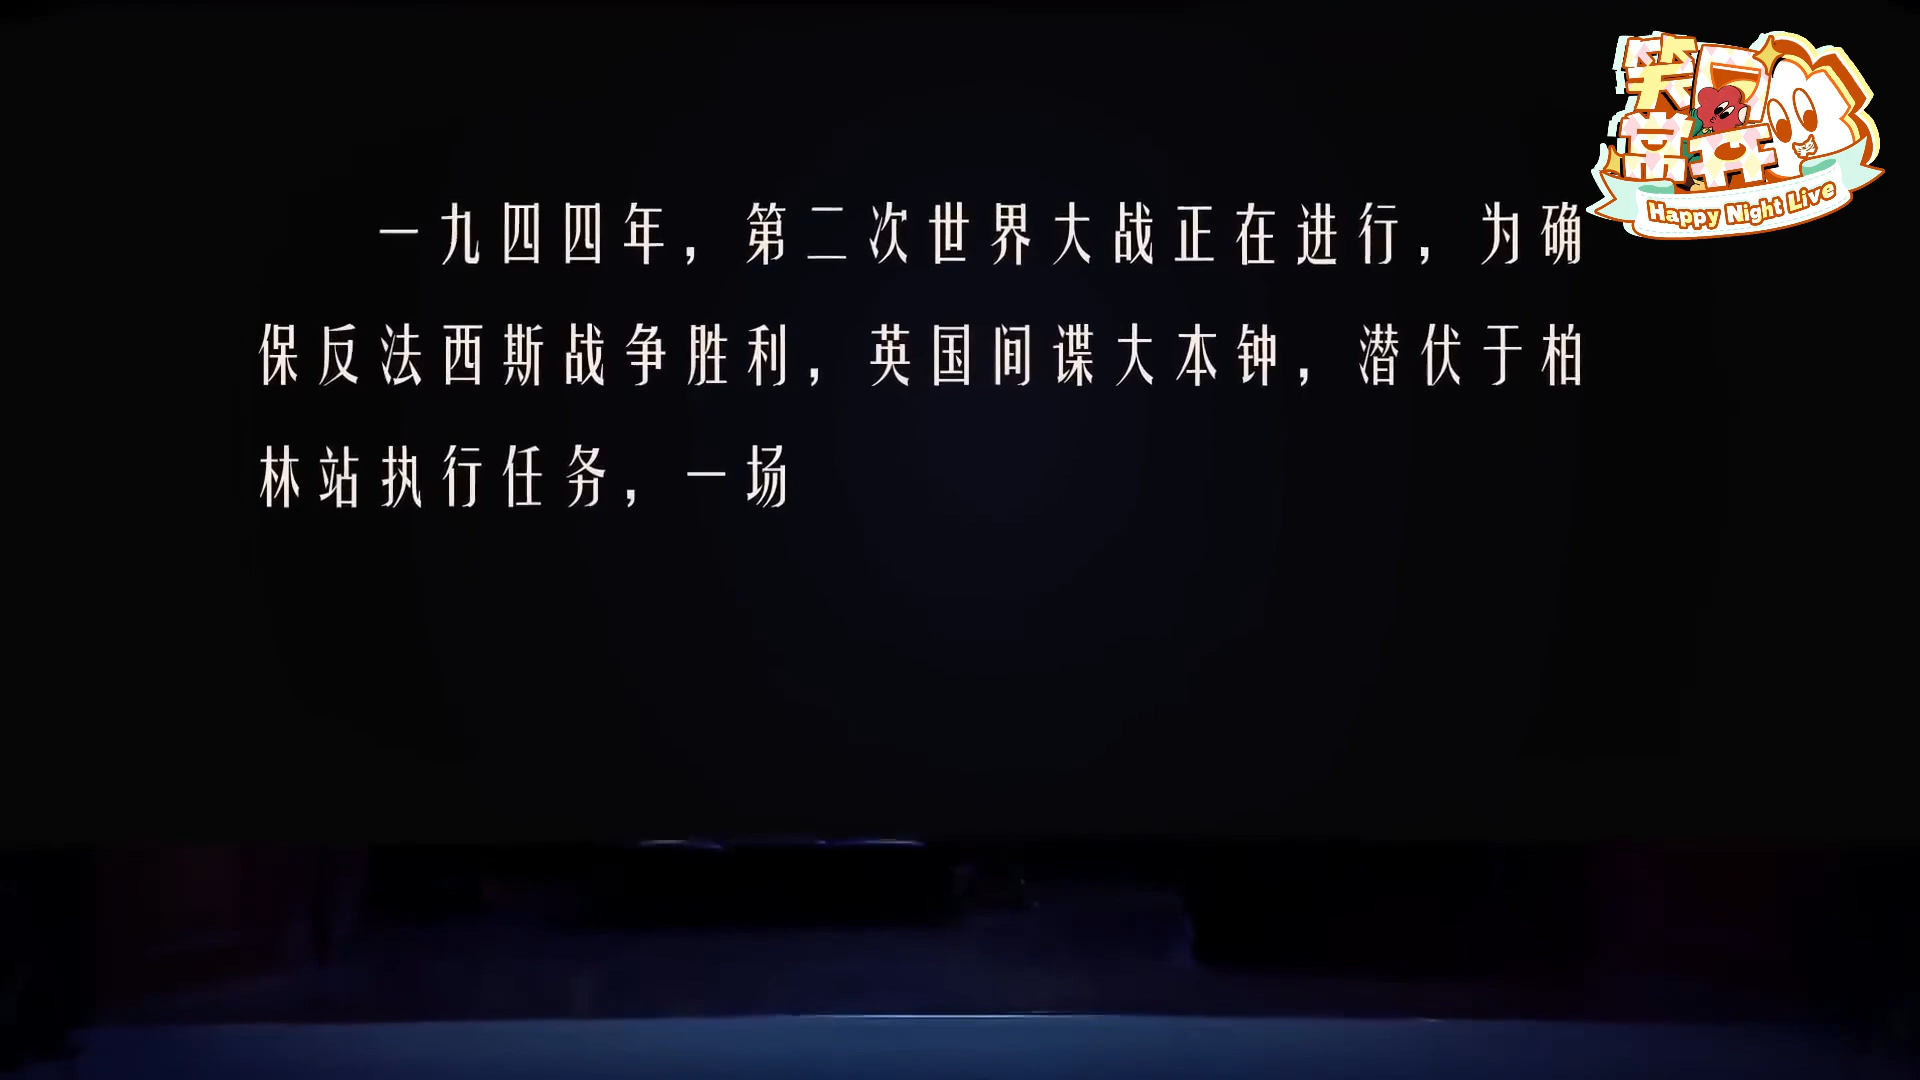 一九四四年，第二次世界大战正在进行，为确
保反法西斯战争胜利，英国间谍大本钟，潜伏于柏
林站执行任务，一场
笑口
常开
Happy Night Live